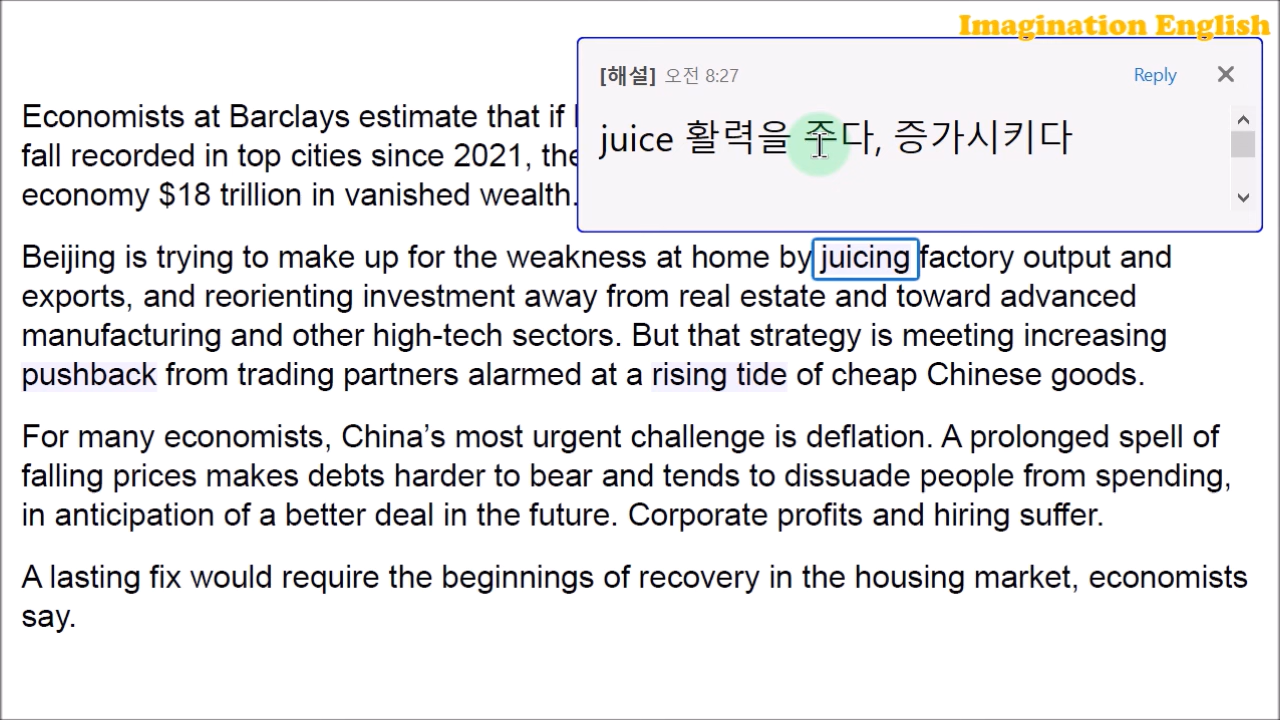 Imagination English
[해설] 오전 8:27 Reply
juice 활력을 주다, 증가시키다
Economists at Barclays estimate that if
fall recorded in top cities since 2021, the
economy $18 trillion in vanished wealth.
Beijing is trying to make up for the weakness at home by juicing factory output and
exports, and reorienting investment away from real estate and toward advanced
manufacturing and other high-tech sectors. But that strategy is meeting increasing
pushback from trading partners alarmed at a rising tide of cheap Chinese goods.
For many economists, China’s most urgent challenge is deflation. A prolonged spell of
falling prices makes debts harder to bear and tends to dissuade people from spending,
in anticipation of a better deal in the future. Corporate profits and hiring suffer.
A lasting fix would require the beginnings of recovery in the housing market, economists
say.